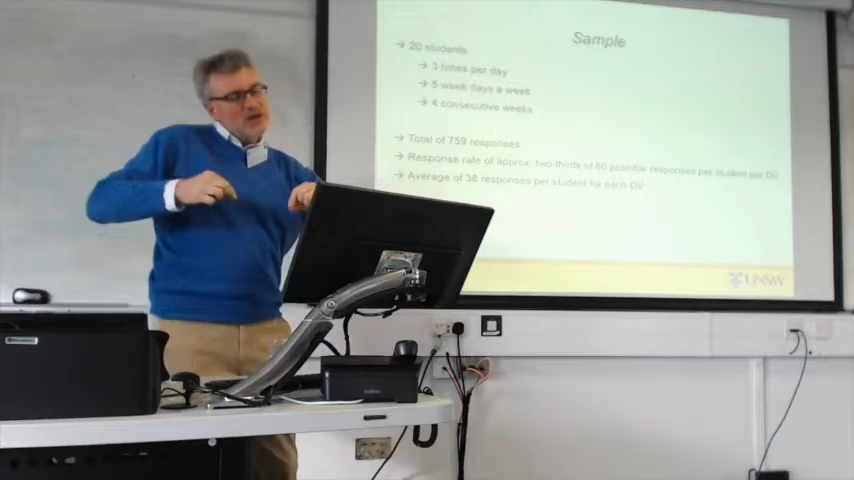 Sample
→ 20 students
→ 3 times per day
→ 5 week days a week
→ 4 consecutive weeks
→ Total of 759 responses
→ Response rate of approx. two-thirds of 60 possible responses per student per DV
→ Average of 38 responses per student for each DV
UNSW